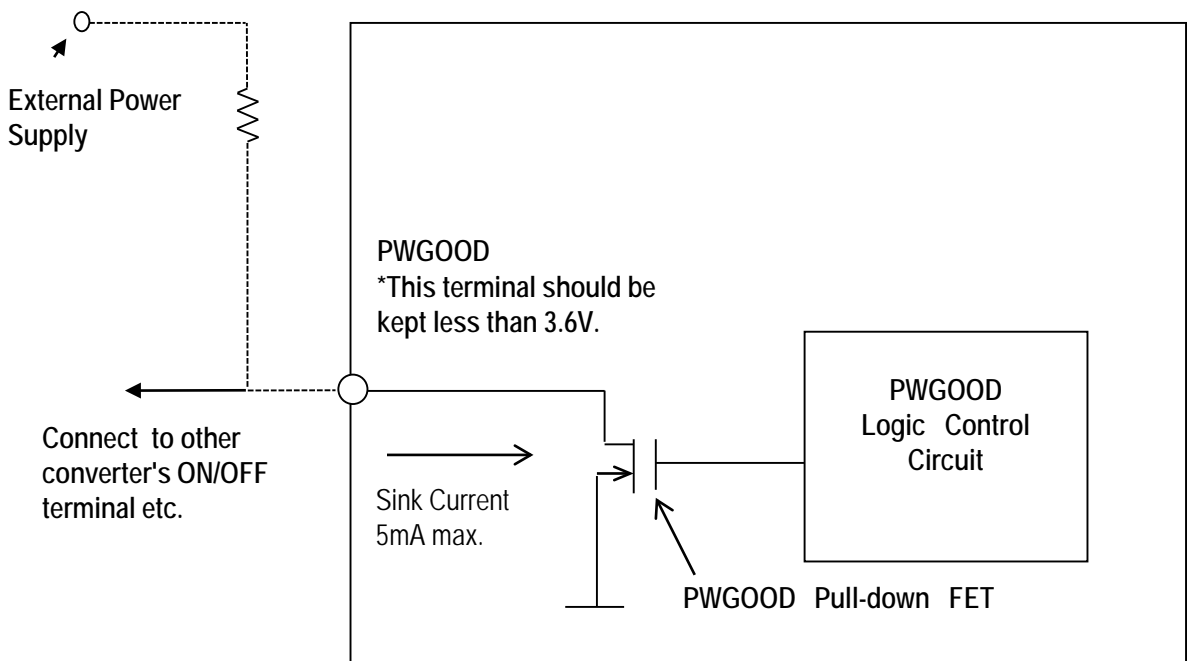 External Power
Supply
PWGOOD
*This terminal should be
kept less than 3.6V.
PWGOOD
Logic Control
Circuit
Connect to other
converter's ON/OFF
terminal etc.
Sink Current
5mA max.
PWGOOD Pull-down FET